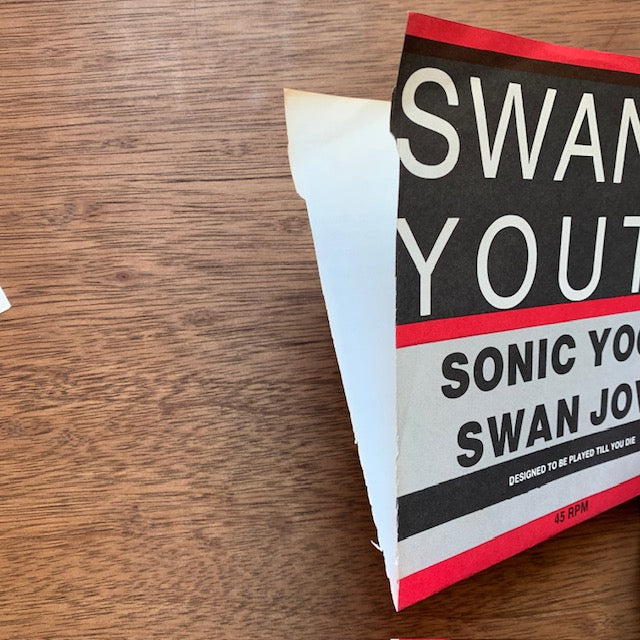 SWAN
YOUT
SONIC YOU
SWAN JOV
DESIGNED TO BE PLAYED TILL YOU DIE
45 RPM